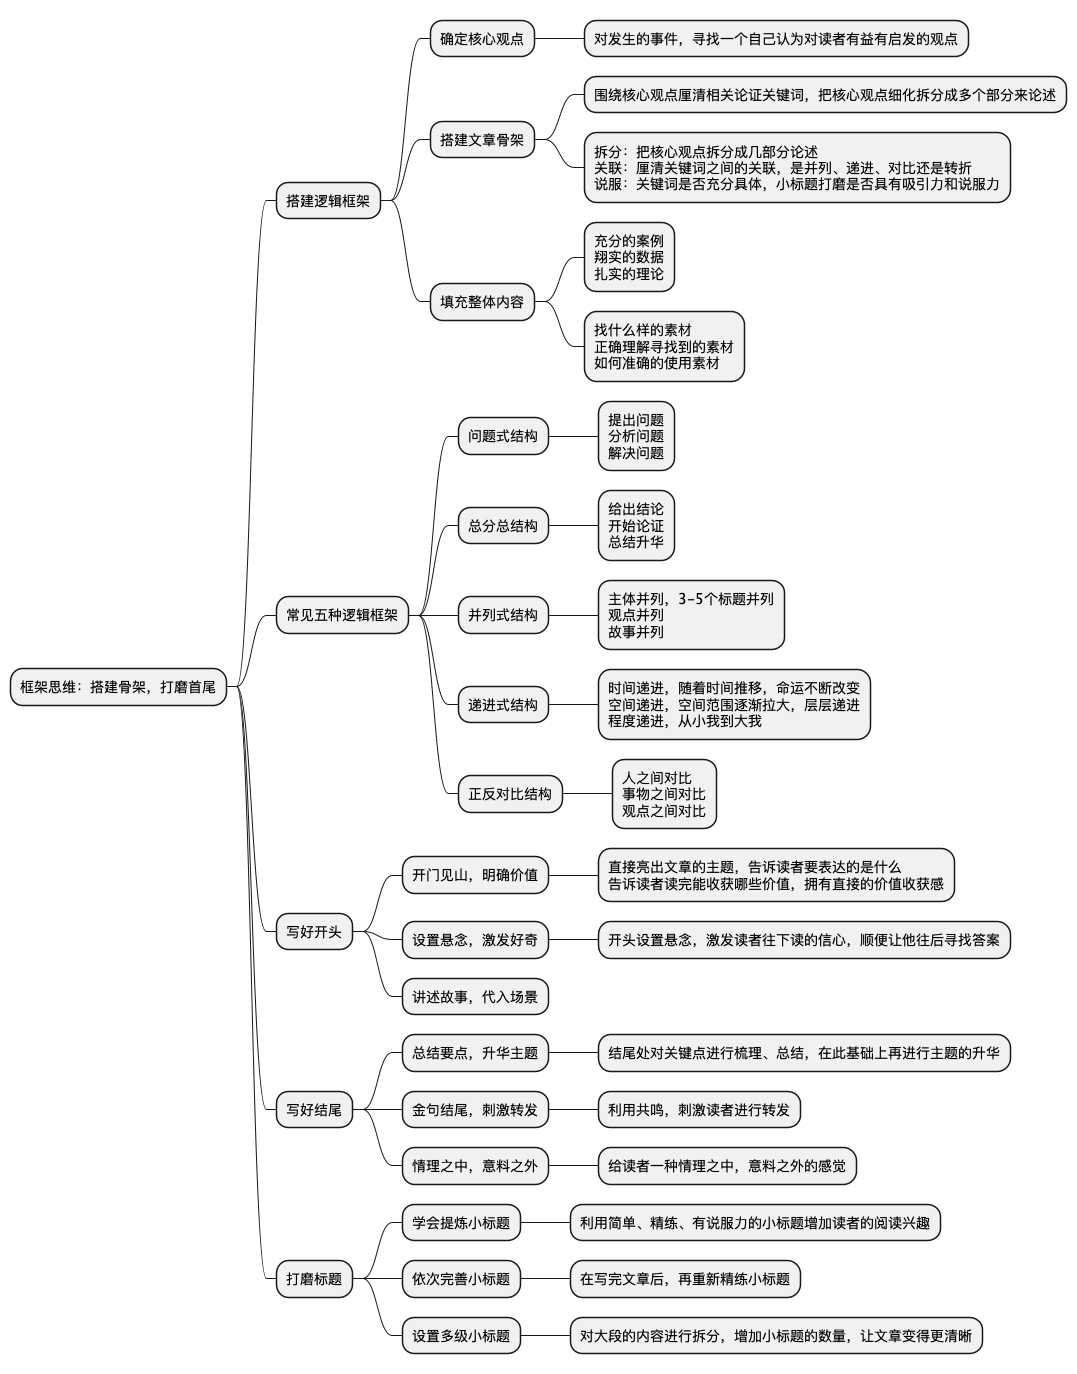 框架思维：搭建骨架，打磨首尾
搭建逻辑框架
确定核心观点
对发生的事件，寻找一个自己认为对读者有益有启发的观点
搭建文章骨架
围绕核心观点厘清相关论证关键词，把核心观点细化拆分成多个部分来论述
拆分：把核心观点拆分成几部分论述
关联：厘清关键词之间的关联，是并列、递进、对比还是转折
说服：关键词是否充分具体，小标题打磨是否具有吸引力和说服力
填充整体内容
充分的案例
翔实的数据
扎实的理论
找什么样的素材
正确理解寻找到的素材
如何准确的使用素材
常见五种逻辑框架
问题式结构
提出问题
分析问题
解决问题
总分总结构
给出结论
开始论证
总结升华
并列式结构
主体并列，3-5个标题并列
观点并列
故事并列
递进式结构
时间递进，随着时间推移，命运不断改变
空间递进，空间范围逐渐拉大，层层递进
程度递进，从小我到大我
正反对比结构
人之间对比
事物之间对比
观点之间对比
写好开头
开门见山，明确价值
直接亮出文章的主题，告诉读者要表达的是什么
告诉读者读完能收获哪些价值，拥有直接的价值收获感
设置悬念，激发好奇
开头设置悬念，激发读者往下读的信心，顺便让他往后寻找答案
讲述故事，代入场景
写好结尾
总结要点，升华主题
结尾处对关键点进行梳理、总结，在此基础上再进行主题的升华
金句结尾，刺激转发
利用共鸣，刺激读者进行转发
情理之中，意料之外
给读者一种情理之中，意料之外的感觉
打磨标题
学会提炼小标题
利用简单、精练、有说服力的小标题增加读者的阅读兴趣
依次完善小标题
在写完文章后，再重新精练小标题
设置多级小标题
对大段的内容进行拆分，增加小标题的数量，让文章变得更清晰